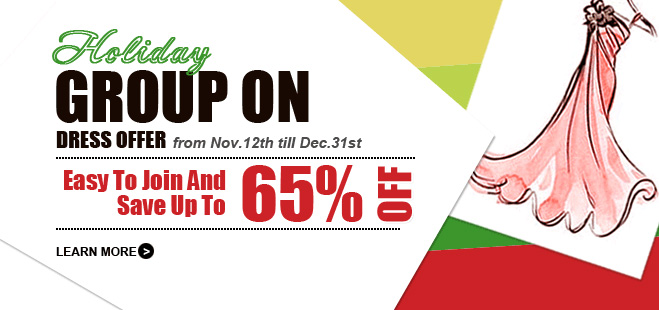 Holiday
GROUP ON
DRESS OFFER from Nov.12th till Dec.31st
Easy To Join And
Save Up To
65% OFF
LEARN MORE >